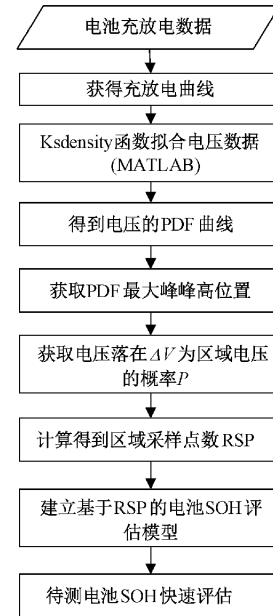 电池充放电数据
获得充放电曲线
Ksdensity函数拟合电压数据
(MATLAB)
得到电压的PDF曲线
获取PDF最大峰峰高位置
获取电压落在ΔV为区域电压
的概率P
计算得到区域采样点数RSP
建立基于RSP的电池SOH评
估模型
待测电池SOH快速评估